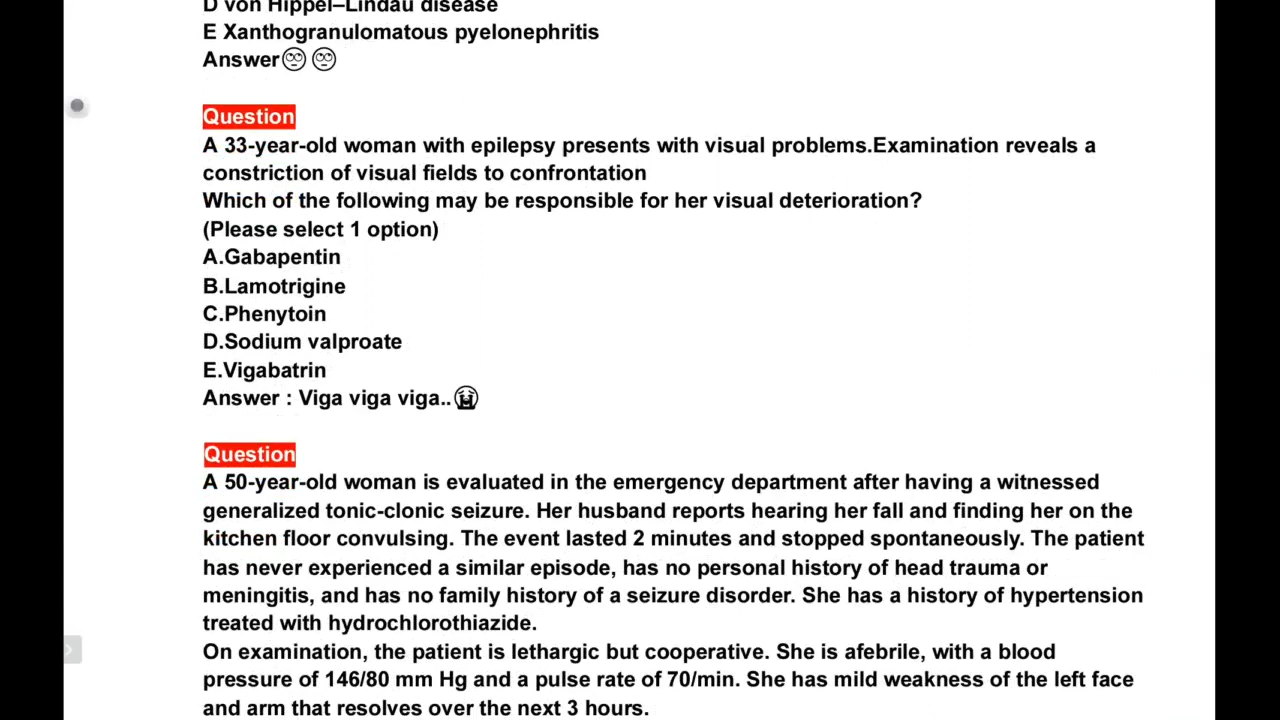 D von Hippel–Lindau disease
E Xanthogranulomatous pyelonephritis
Answer🙄 🙄
Question
A 33-year-old woman with epilepsy presents with visual problems.Examination reveals a
constriction of visual fields to confrontation
Which of the following may be responsible for her visual deterioration?
(Please select 1 option)
A.Gabapentin
B.Lamotrigine
C.Phenytoin
D.Sodium valproate
E.Vigabatrin
Answer : Viga viga viga..😭
Question
A 50-year-old woman is evaluated in the emergency department after having a witnessed
generalized tonic-clonic seizure. Her husband reports hearing her fall and finding her on the
kitchen floor convulsing. The event lasted 2 minutes and stopped spontaneously. The patient
has never experienced a similar episode, has no personal history of head trauma or
meningitis, and has no family history of a seizure disorder. She has a history of hypertension
treated with hydrochlorothiazide.
On examination, the patient is lethargic but cooperative. She is afebrile, with a blood
pressure of 146/80 mm Hg and a pulse rate of 70/min. She has mild weakness of the left face
and arm that resolves over the next 3 hours.